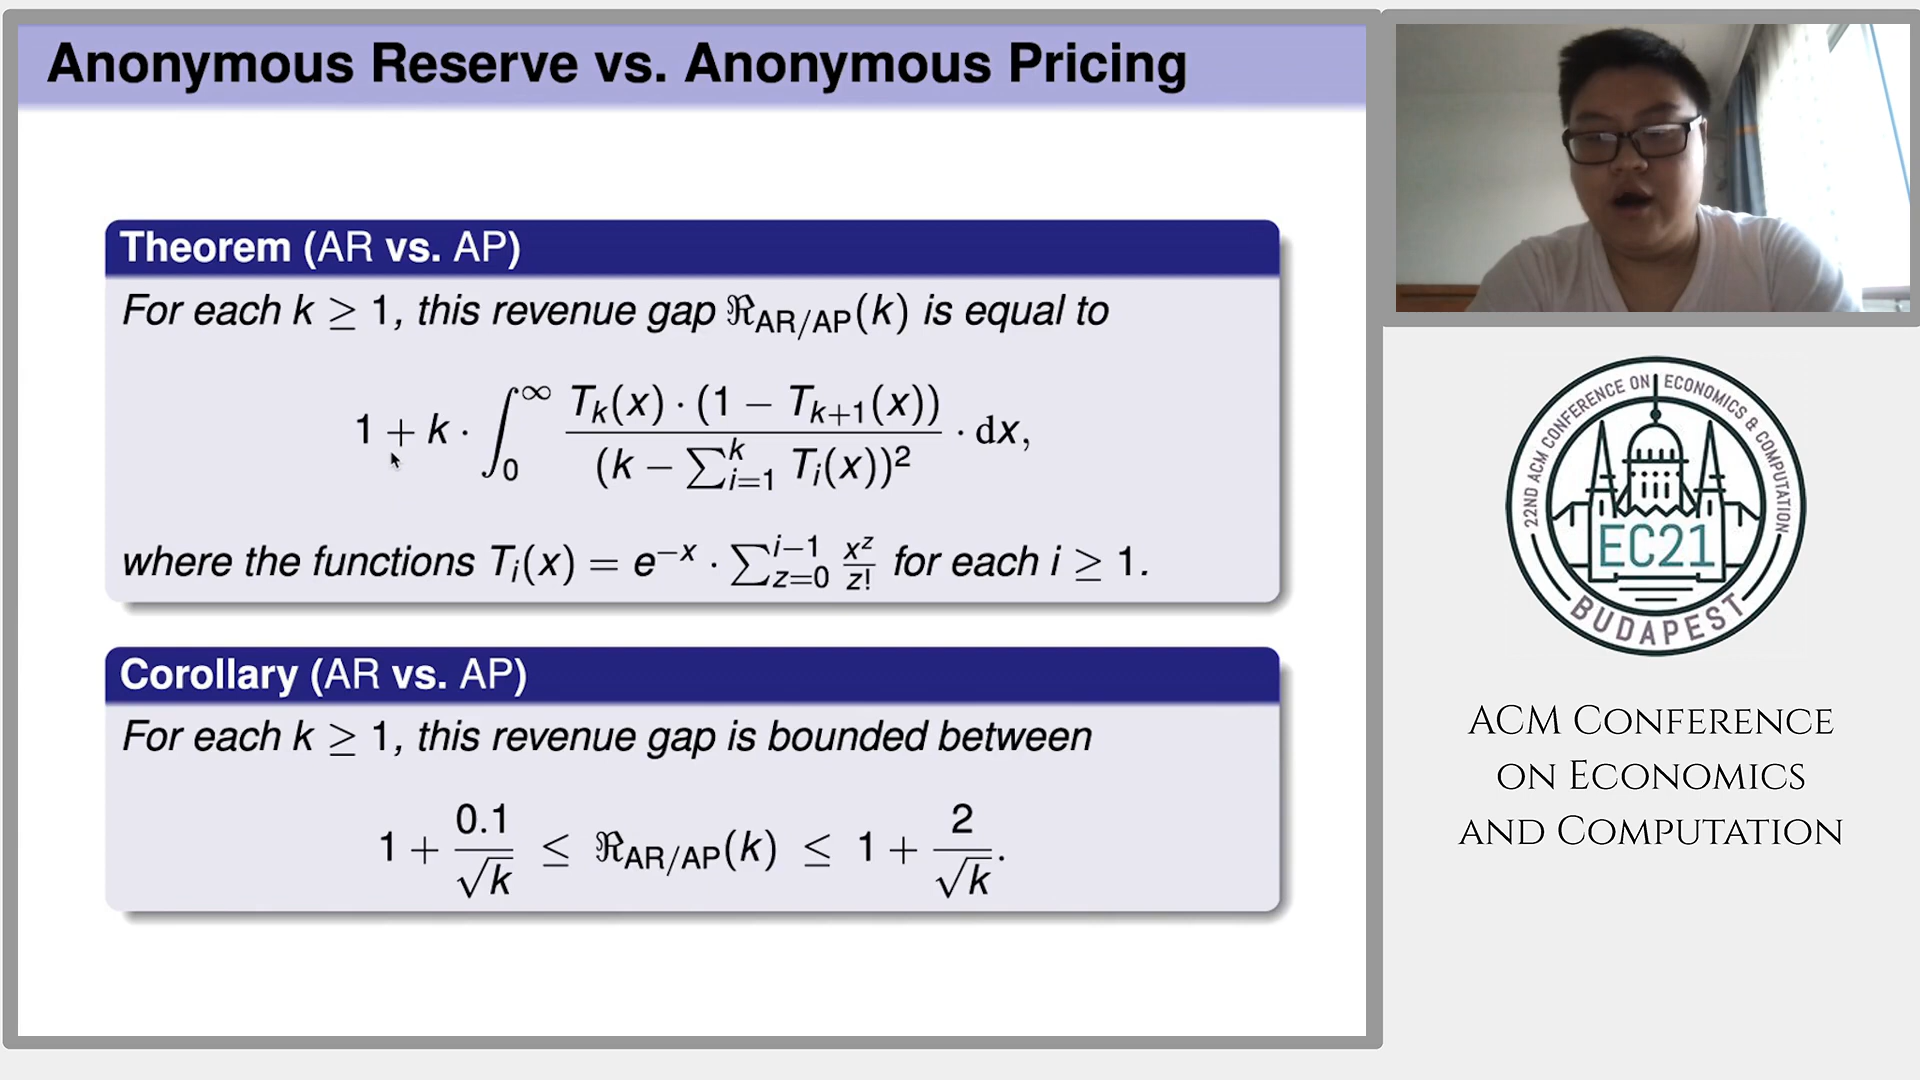 Anonymous Reserve vs. Anonymous Pricing
Theorem (AR vs. AP)
For each k ≥ 1, this revenue gap ℜ_AR/AP(k) is equal to
1 + k · ∫_0^∞ T_k(x) · (1 − T_{k+1}(x)) / (k − ∑_{i=1}^k T_i(x))² · dx,
where the functions T_i(x) = e^{−x} · ∑_{z=0}^{i−1} x^z/z! for each i ≥ 1.
Corollary (AR vs. AP)
For each k ≥ 1, this revenue gap is bounded between
1 + 0.1/√k ≤ ℜ_AR/AP(k) ≤ 1 + 2/√k.
22ND ACM CONFERENCE ON ECONOMICS & COMPUTATION
EC21
BUDAPEST
ACM Conference
on Economics
and Computation